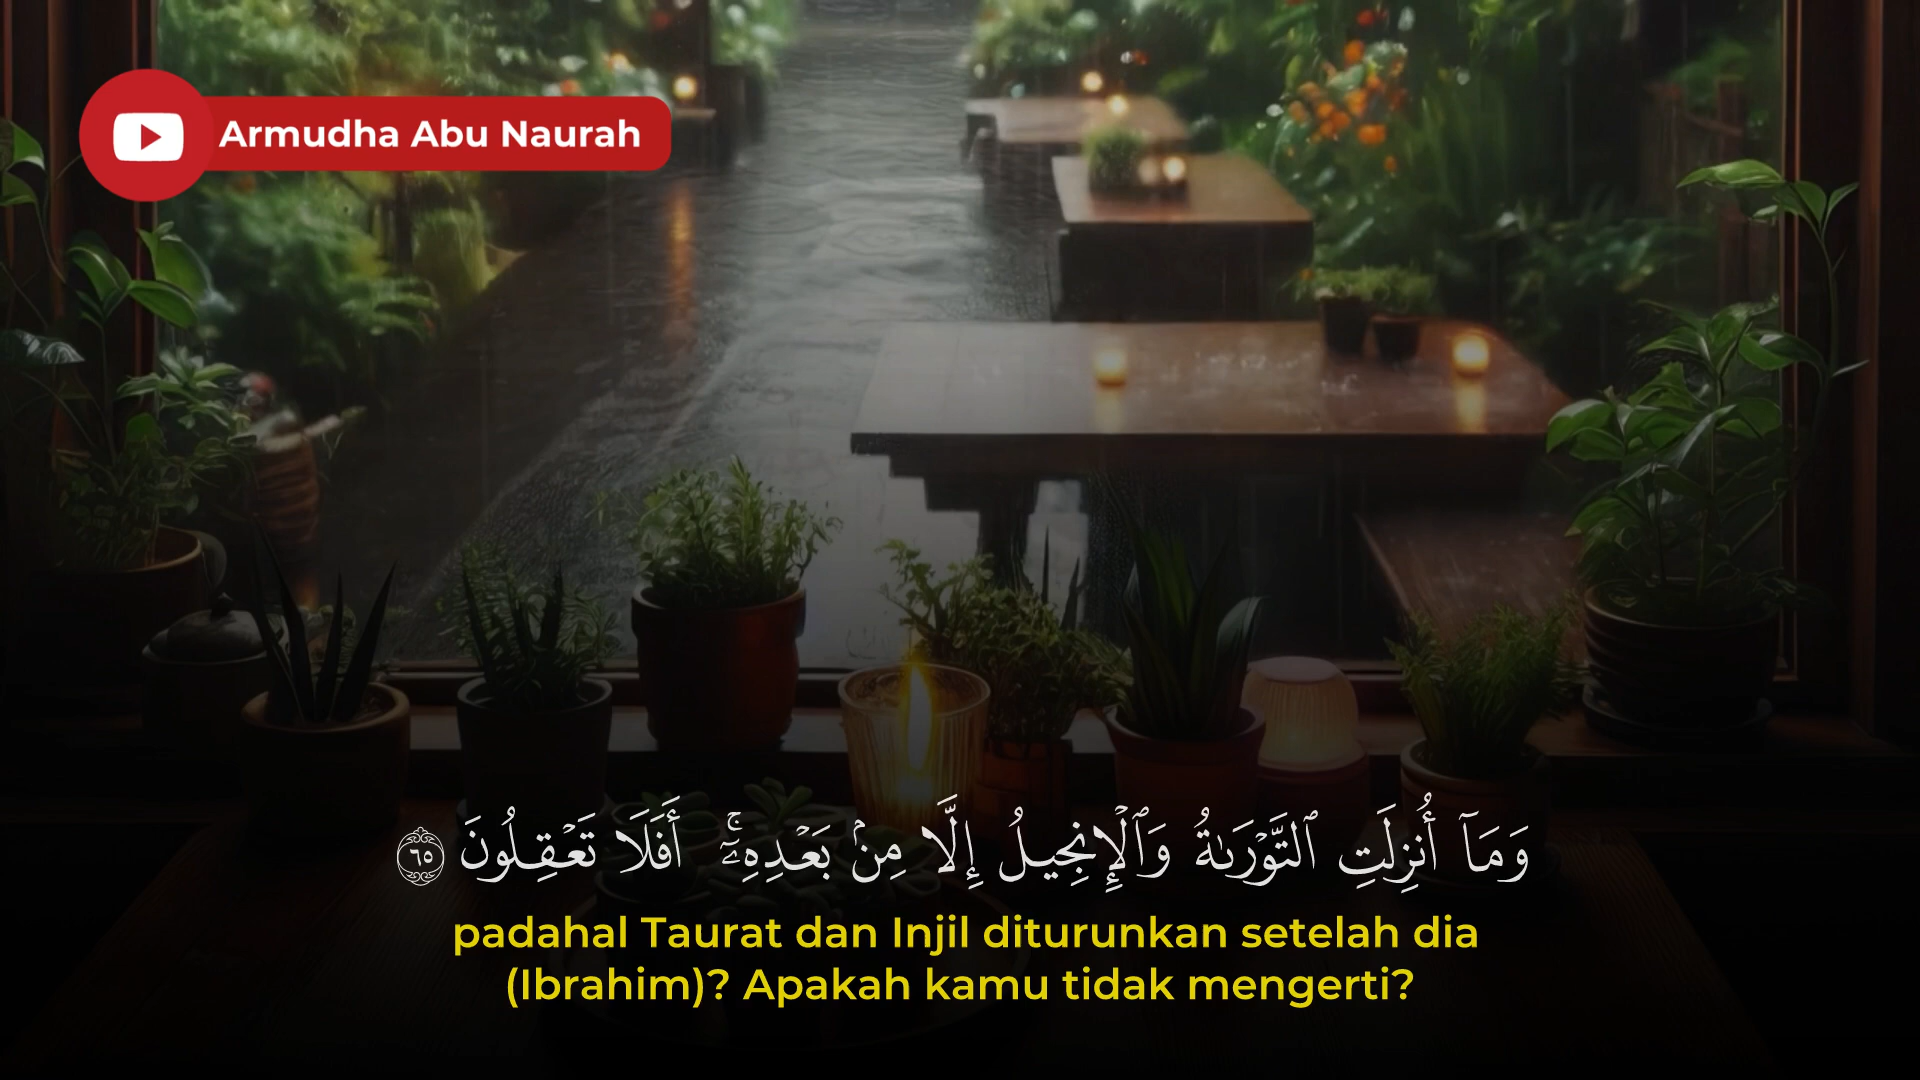 Armudha Abu Naurah
وَمَآ أُنزِلَتِ ٱلتَّوْرَىٰةُ وَٱلْإِنجِيلُ إِلَّا مِنۢ بَعْدِهِۦٓ ۚ أَفَلَا تَعْقِلُونَ ٦٥
padahal Taurat dan Injil diturunkan setelah dia
(Ibrahim)? Apakah kamu tidak mengerti?